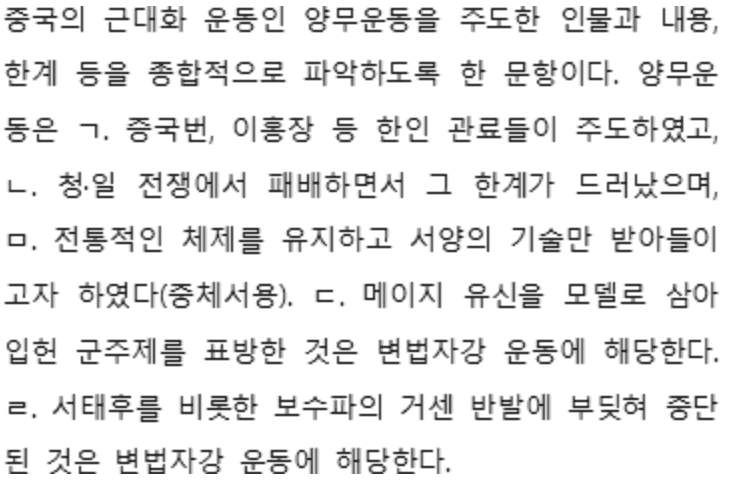 중국의 근대화 운동인 양무운동을 주도한 인물과 내용,
한계 등을 종합적으로 파악하도록 한 문항이다. 양무운
동은 ㄱ. 증국번, 이홍장 등 한인 관료들이 주도하였고,
ㄴ. 청·일 전쟁에서 패배하면서 그 한계가 드러났으며,
ㅁ. 전통적인 체제를 유지하고 서양의 기술만 받아들이
고자 하였다(중체서용). ㄷ. 메이지 유신을 모델로 삼아
입헌 군주제를 표방한 것은 변법자강 운동에 해당한다.
ㄹ. 서태후를 비롯한 보수파의 거센 반발에 부딪혀 중단
된 것은 변법자강 운동에 해당한다.